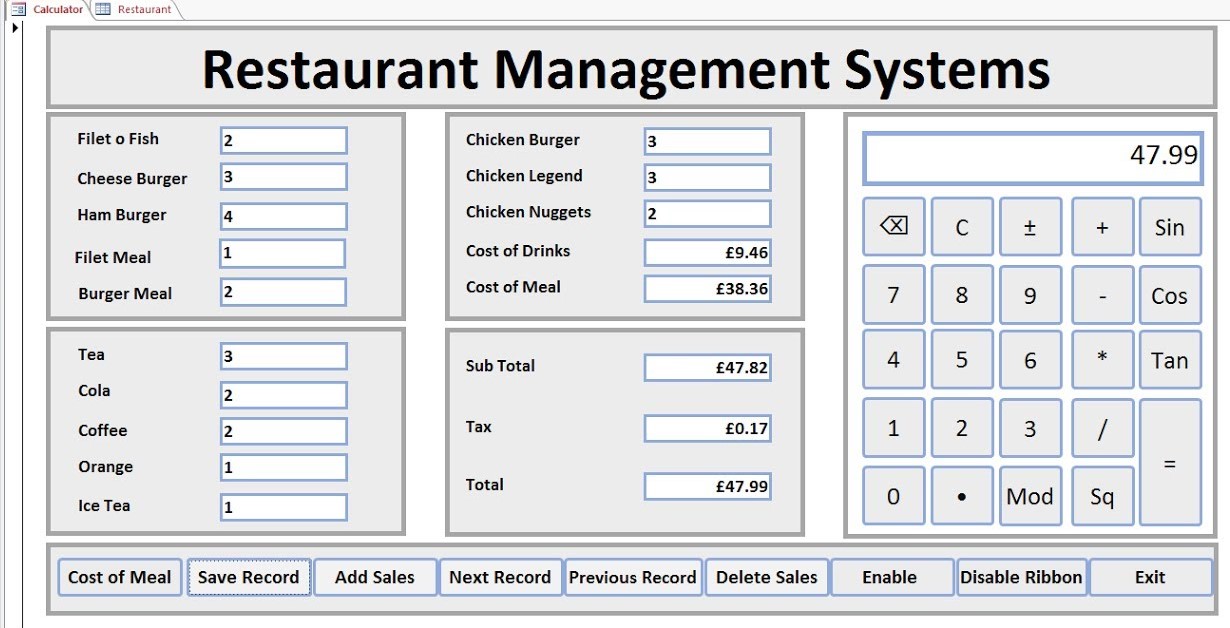 Calculator Restaurant
Restaurant Management Systems
Filet o Fish 2
Cheese Burger 3
Ham Burger 4
Filet Meal 1
Burger Meal 2
Chicken Burger 3
Chicken Legend 3
Chicken Nuggets 2
Cost of Drinks £9.46
Cost of Meal £38.36
Tea 3
Cola 2
Coffee 2
Orange 1
Ice Tea 1
Sub Total £47.82
Tax £0.17
Total £47.99
47.99
C ± + Sin
7 8 9 - Cos
4 5 6 * Tan
1 2 3 / =
0 • Mod Sq
Cost of Meal Save Record Add Sales Next Record Previous Record Delete Sales Enable Disable Ribbon Exit